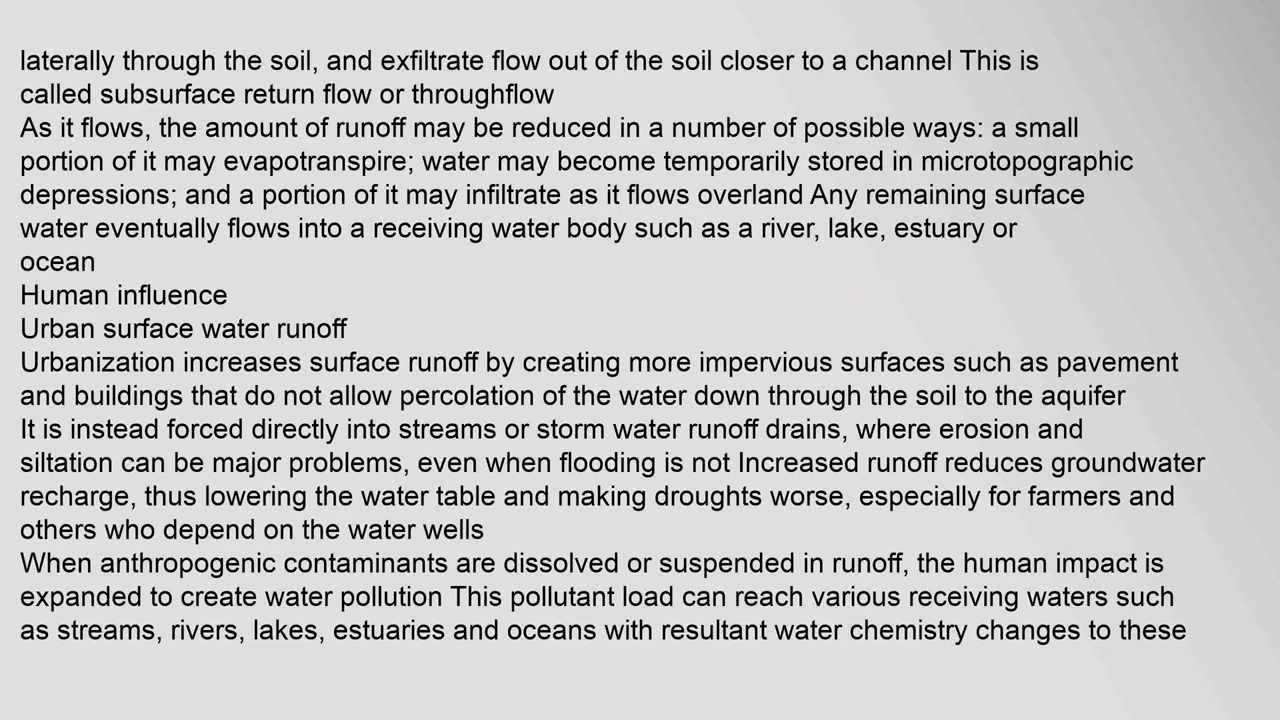 laterally through the soil, and exfiltrate flow out of the soil closer to a channel This is
called subsurface return flow or throughflow
As it flows, the amount of runoff may be reduced in a number of possible ways: a small
portion of it may evapotranspire; water may become temporarily stored in microtopographic
depressions; and a portion of it may infiltrate as it flows overland Any remaining surface
water eventually flows into a receiving water body such as a river, lake, estuary or
ocean
Human influence
Urban surface water runoff
Urbanization increases surface runoff by creating more impervious surfaces such as pavement
and buildings that do not allow percolation of the water down through the soil to the aquifer
It is instead forced directly into streams or storm water runoff drains, where erosion and
siltation can be major problems, even when flooding is not Increased runoff reduces groundwater
recharge, thus lowering the water table and making droughts worse, especially for farmers and
others who depend on the water wells
When anthropogenic contaminants are dissolved or suspended in runoff, the human impact is
expanded to create water pollution This pollutant load can reach various receiving waters such
as streams, rivers, lakes, estuaries and oceans with resultant water chemistry changes to these